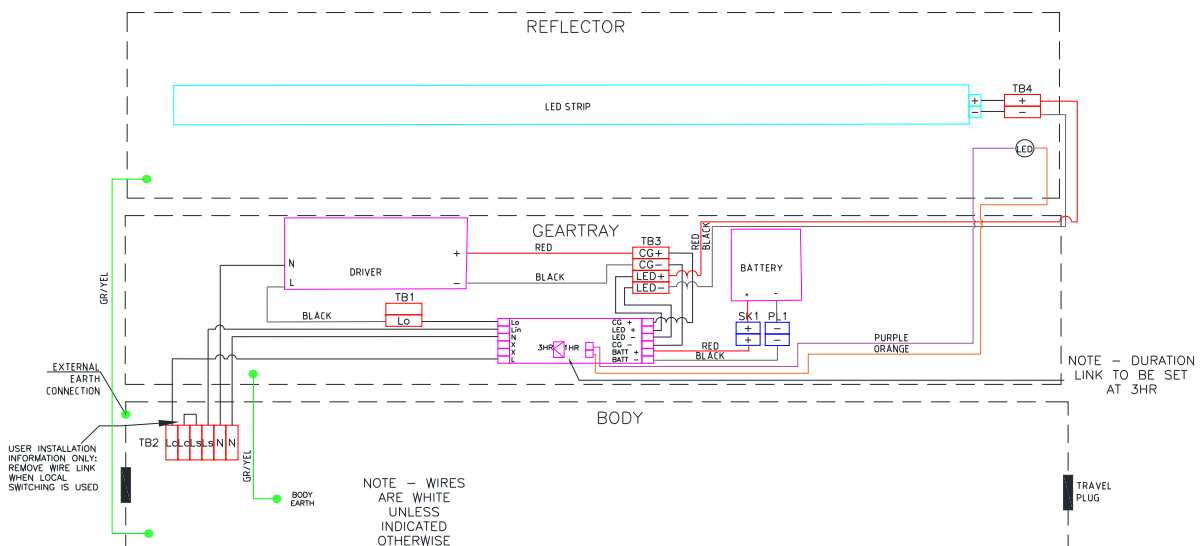 REFLECTOR
LED STRIP
+
−
TB4
+
−
LED
GEARTRAY
DRIVER
N
L
+
−
RED
BLACK
TB3
CG+
CG−
LED+
LED−
RED
BLACK
BATTERY
+ -
TB1
Lo
BLACK
SK1 PL1
+ −
+ −
Lo
Lin
N
X
X
L
3HR 1HR
CG +
LED +
LED −
CG −
BATT +
BATT −
RED
BLACK
PURPLE
ORANGE
NOTE − DURATION
LINK TO BE SET
AT 3HR
GR/YEL
EXTERNAL
EARTH
CONNECTION
BODY
TB2
Lc Lc Ls Ls N N
USER INSTALLATION
INFORMATION ONLY:
REMOVE WIRE LINK
WHEN LOCAL
SWITCHING IS USED
GR/YEL
BODY
EARTH
NOTE − WIRES
ARE WHITE
UNLESS
INDICATED
OTHERWISE
TRAVEL
PLUG